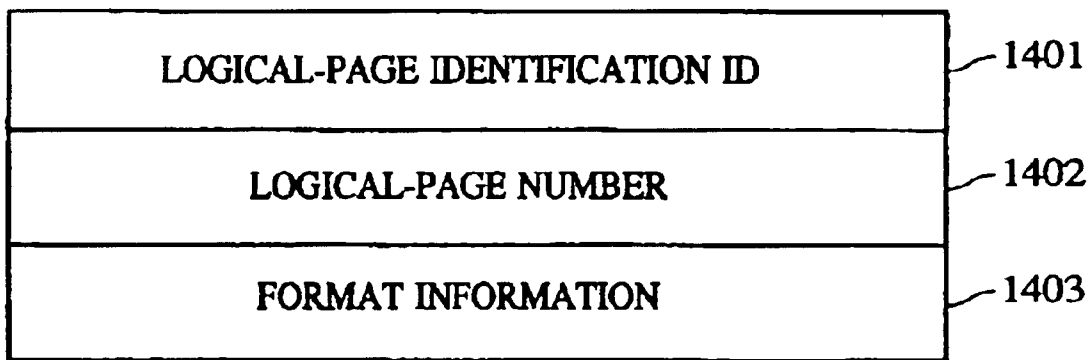 LOGICAL-PAGE IDENTIFICATION ID 1401
LOGICAL-PAGE NUMBER 1402
FORMAT INFORMATION 1403